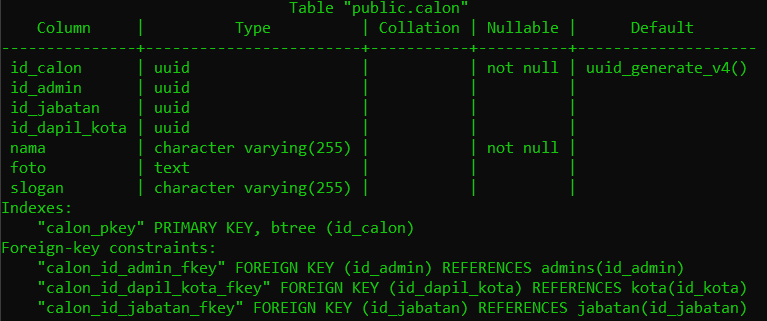 Table "public.calon"
    Column     |          Type          | Collation | Nullable |      Default
---------------+------------------------+-----------+----------+--------------------
 id_calon      | uuid                   |           | not null | uuid_generate_v4()
 id_admin      | uuid                   |           |          |
 id_jabatan    | uuid                   |           |          |
 id_dapil_kota | uuid                   |           |          |
 nama          | character varying(255) |           | not null |
 foto          | text                   |           |          |
 slogan        | character varying(255) |           |          |
Indexes:
    "calon_pkey" PRIMARY KEY, btree (id_calon)
Foreign-key constraints:
    "calon_id_admin_fkey" FOREIGN KEY (id_admin) REFERENCES admins(id_admin)
    "calon_id_dapil_kota_fkey" FOREIGN KEY (id_dapil_kota) REFERENCES kota(id_kota)
    "calon_id_jabatan_fkey" FOREIGN KEY (id_jabatan) REFERENCES jabatan(id_jabatan)